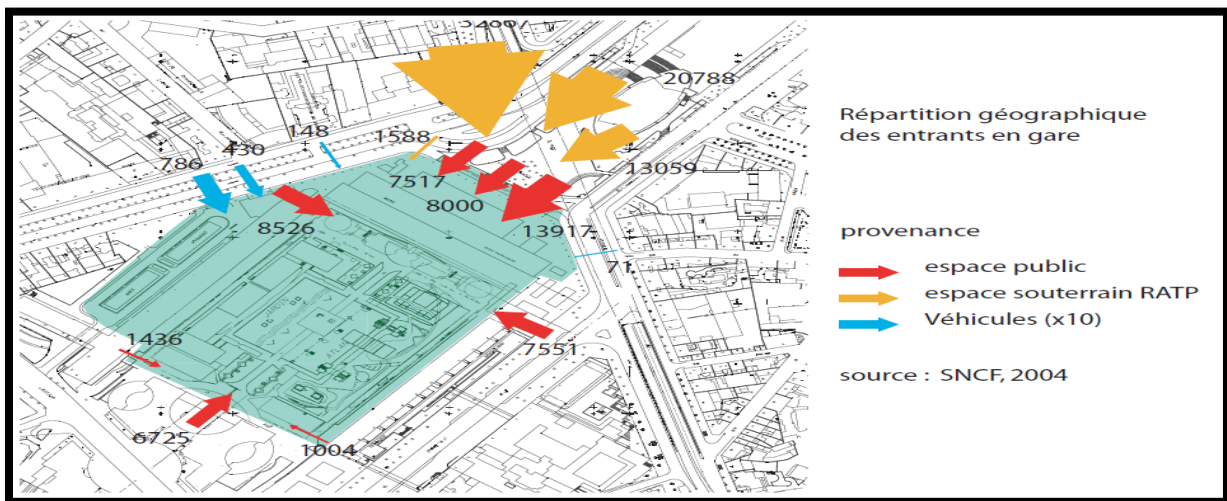 20788
148
1588
430
786
13059
7517
8000
8526
13917
71
1436
7551
6725
1004
Répartition géographique
des entrants en gare
provenance
espace public
espace souterrain RATP
Véhicules (x10)
source : SNCF, 2004